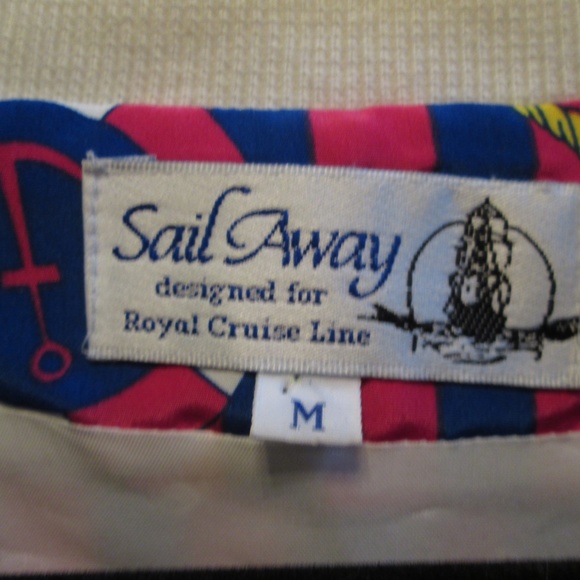 Sail Away
designed for
Royal Cruise Line
M